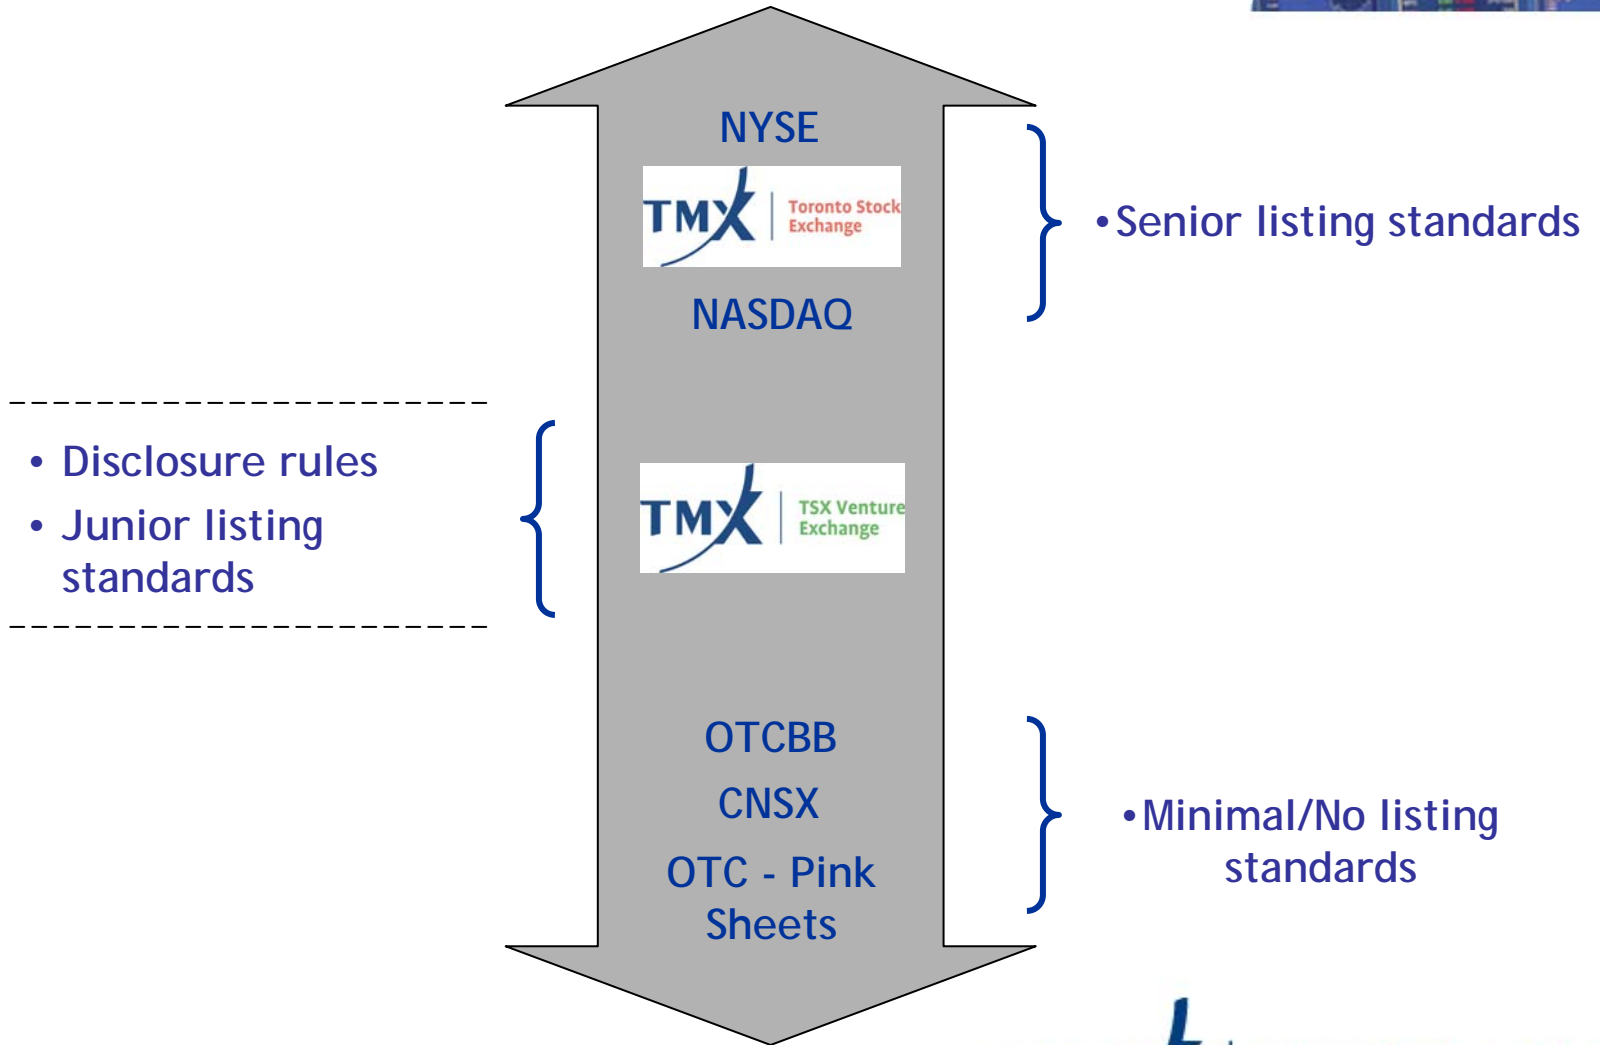 NYSE
TMX | Toronto Stock
Exchange
• Senior listing standards
NASDAQ
• Disclosure rules
• Junior listing
standards
TMX | TSX Venture
Exchange
OTCBB
CNSX
OTC - Pink
Sheets
• Minimal/No listing
standards